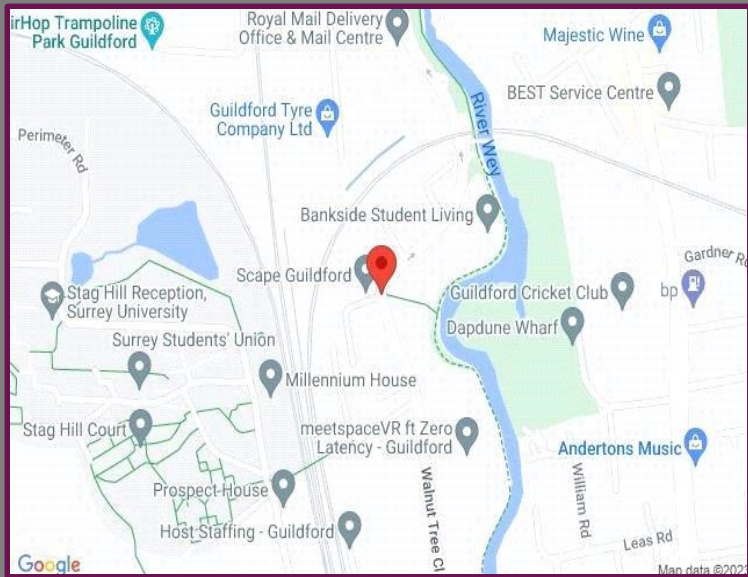 irHop Trampoline
Park Guildford
Royal Mail Delivery
Office & Mail Centre
Majestic Wine
BEST Service Centre
Guildford Tyre
Company Ltd
River Wey
Perimeter Rd
Bankside Student Living
Scape Guildford
Gardner Ro
Guildford Cricket Club
bp
Stag Hill Reception,
Surrey University
Dapdune Wharf
Surrey Students' Union
Millennium House
Stag Hill Court
meetspaceVR ft Zero
Latency - Guildford
Andertons Music
Prospect House
Walnut Tree Cl
William Rd
Host Staffing - Guildford
Leas Rd
Google
Map data ©2023